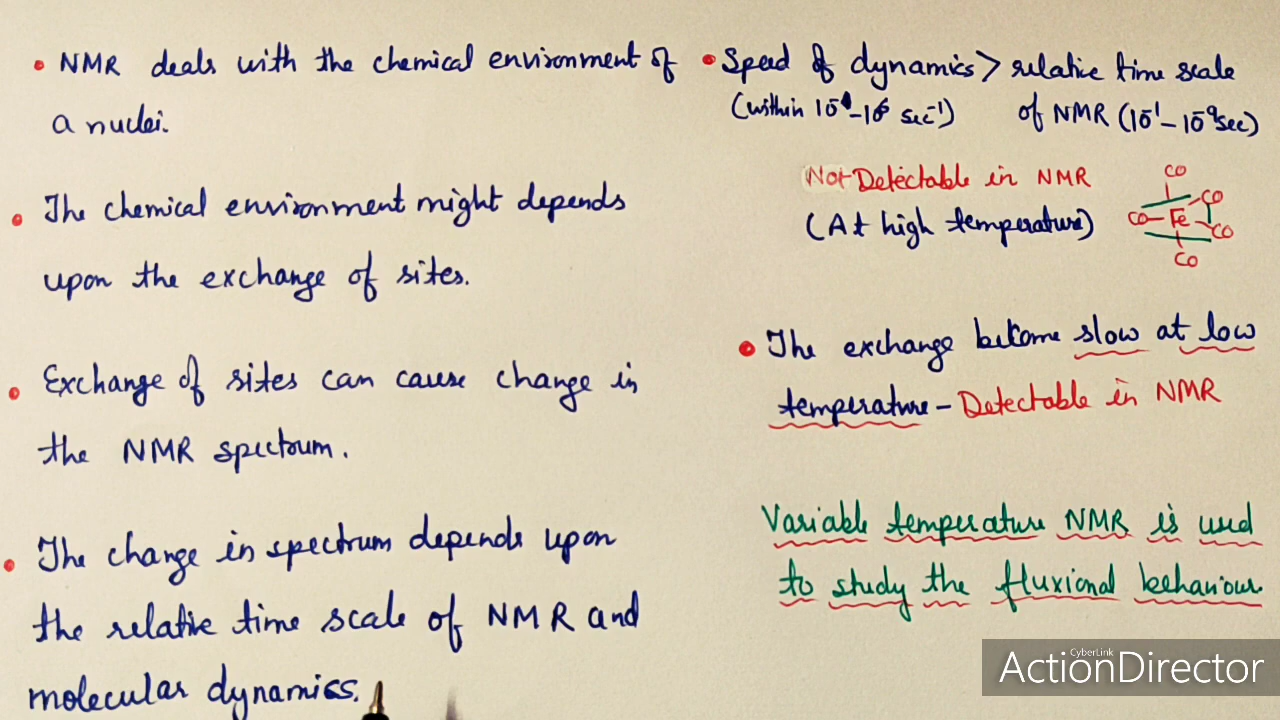 • NMR deals with the chemical environment of
a nuclei.
• The chemical environment might depends
upon the exchange of sites.
• Exchange of sites can cause change in
the NMR spectrum.
• The change in spectrum depends upon
the relative time scale of NMR and
molecular dynamics.
• Speed of dynamics > relative time scale
(within sec⁻¹) of NMR (10⁻¹ – 10⁻⁹ sec)
Not Detectable in NMR
(At high temperature)
CO
CO
CO – Fe
CO
CO
• The exchange become slow at low
temperature – Detectable in NMR
Variable temperature NMR is used
to study the fluxional behaviour
CyberLink
ActionDirector